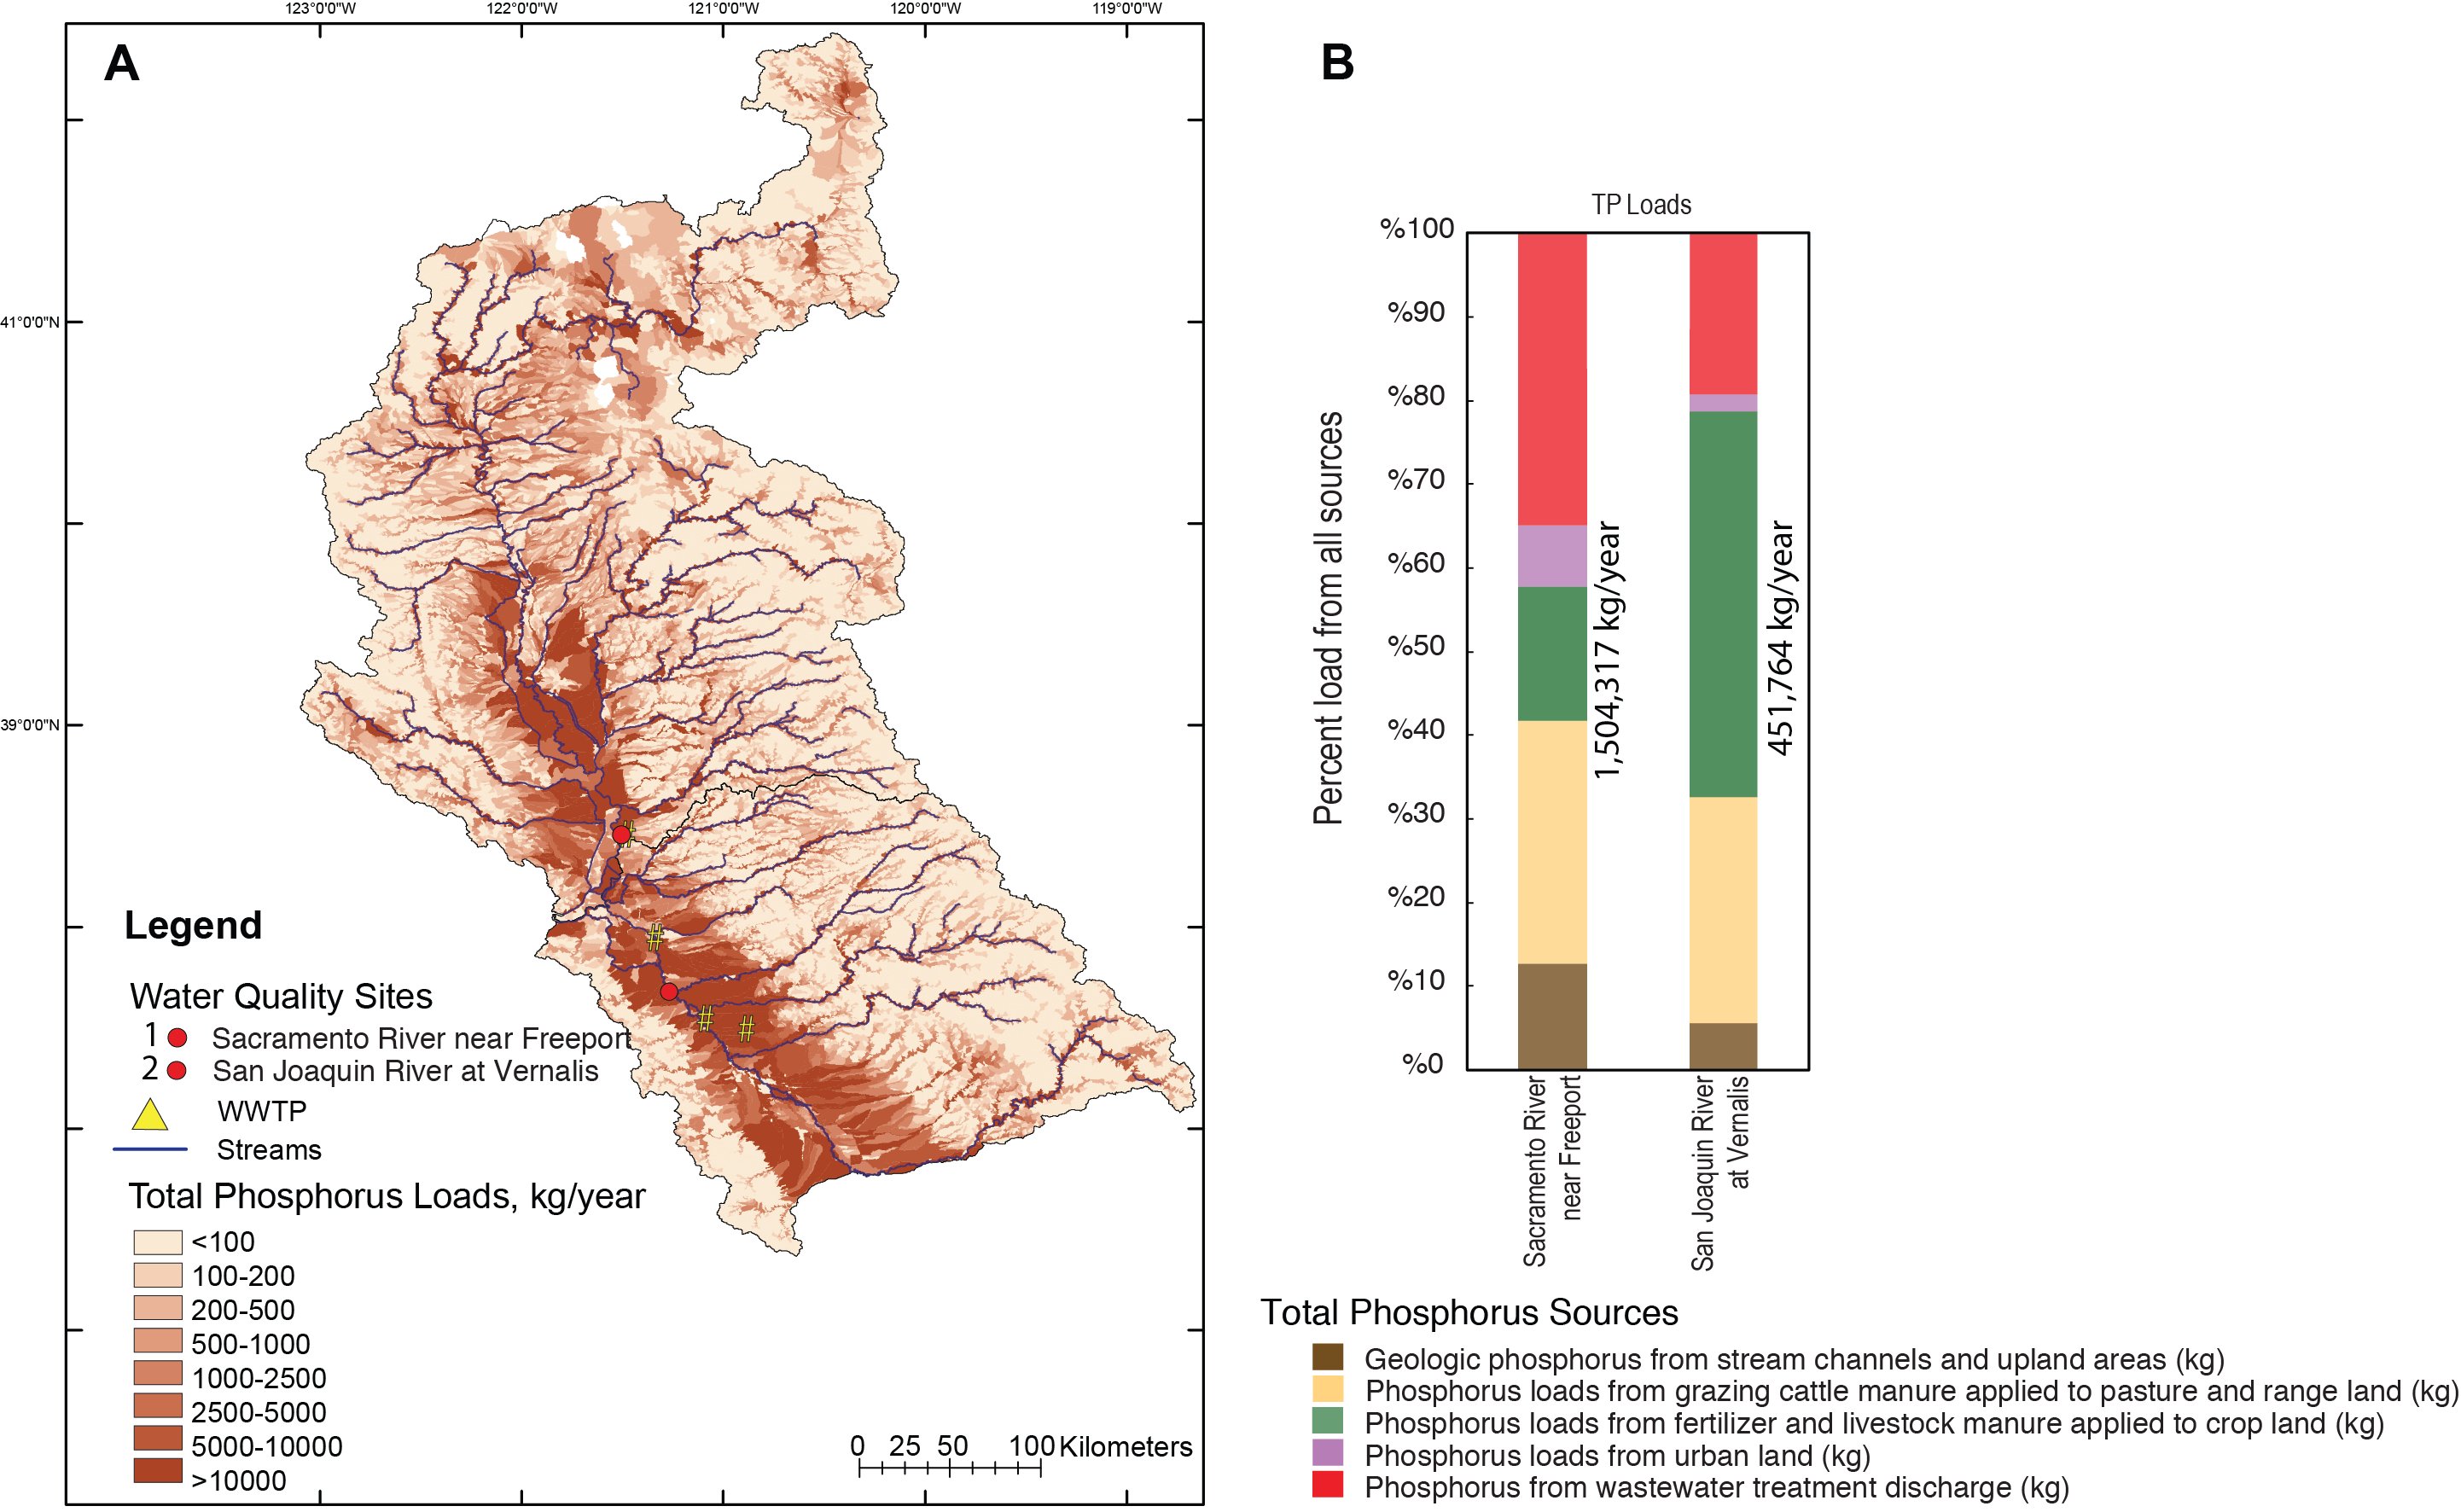 123°0'0"W 122°0'0"W 121°0'0"W 120°0'0"W 119°0'0"W
A
41°0'0"N
39°0'0"N
Legend
Water Quality Sites
1 Sacramento River near Freeport
2 San Joaquin River at Vernalis
WWTP
Streams
Total Phosphorus Loads, kg/year
<100
100-200
200-500
500-1000
1000-2500
2500-5000
5000-10000
>10000
# 
#
#
#
0 25 50 100 Kilometers
B
TP Loads
Percent load from all sources
%100
%90
%80
%70
%60
%50
%40
%30
%20
%10
%0
1,504,317 kg/year
451,764 kg/year
Sacramento River
near Freeport
San Joaquin River
at Vernalis
Total Phosphorus Sources
Geologic phosphorus from stream channels and upland areas (kg)
Phosphorus loads from grazing cattle manure applied to pasture and range land (kg)
Phosphorus loads from fertilizer and livestock manure applied to crop land (kg)
Phosphorus loads from urban land (kg)
Phosphorus from wastewater treatment discharge (kg)